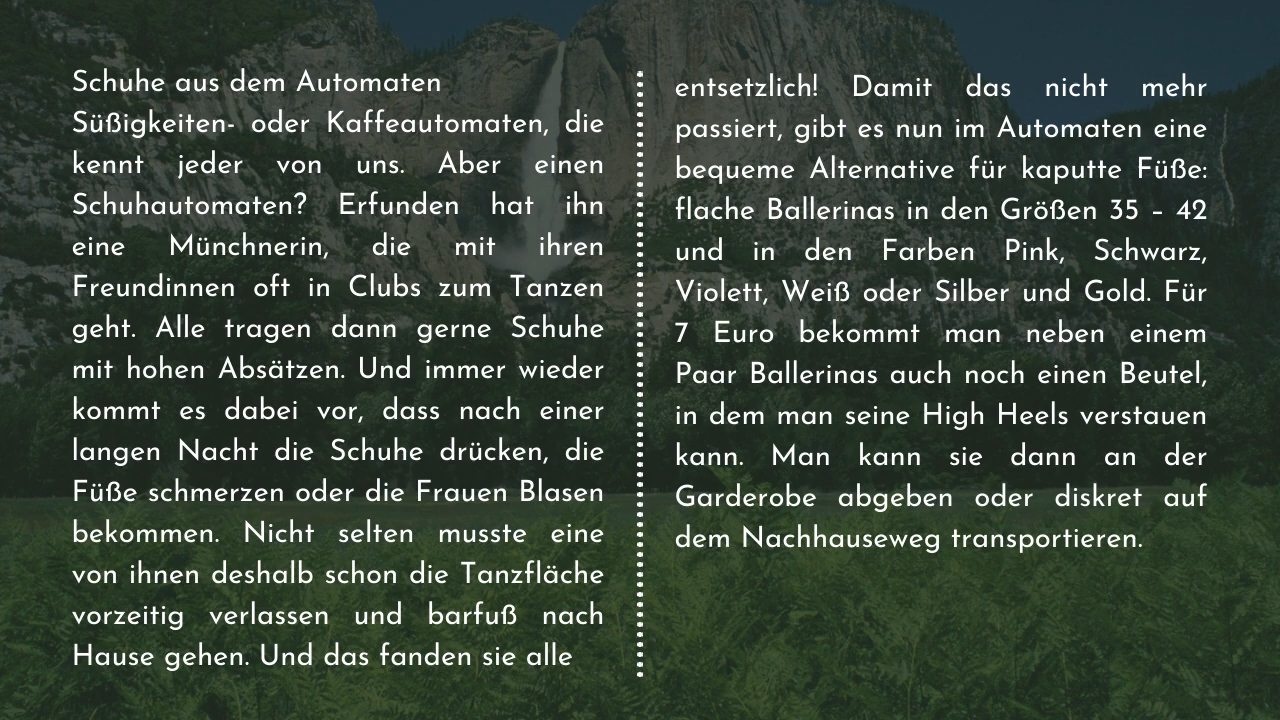 Schuhe aus dem Automaten
Süßigkeiten- oder Kaffeautomaten, die
kennt jeder von uns. Aber einen
Schuhautomaten? Erfunden hat ihn
eine Münchnerin, die mit ihren
Freundinnen oft in Clubs zum Tanzen
geht. Alle tragen dann gerne Schuhe
mit hohen Absätzen. Und immer wieder
kommt es dabei vor, dass nach einer
langen Nacht die Schuhe drücken, die
Füße schmerzen oder die Frauen Blasen
bekommen. Nicht selten musste eine
von ihnen deshalb schon die Tanzfläche
vorzeitig verlassen und barfuß nach
Hause gehen. Und das fanden sie alle
entsetzlich! Damit das nicht mehr
passiert, gibt es nun im Automaten eine
bequeme Alternative für kaputte Füße:
flache Ballerinas in den Größen 35 – 42
und in den Farben Pink, Schwarz,
Violett, Weiß oder Silber und Gold. Für
7 Euro bekommt man neben einem
Paar Ballerinas auch noch einen Beutel,
in dem man seine High Heels verstauen
kann. Man kann sie dann an der
Garderobe abgeben oder diskret auf
dem Nachhauseweg transportieren.